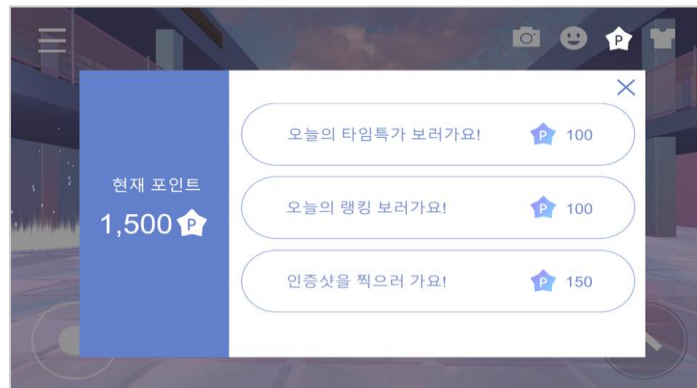 P
현재 포인트
1,500 P
오늘의 타임특가 보러가요! P 100
오늘의 랭킹 보러가요! P 100
인증샷을 찍으러 가요! P 150